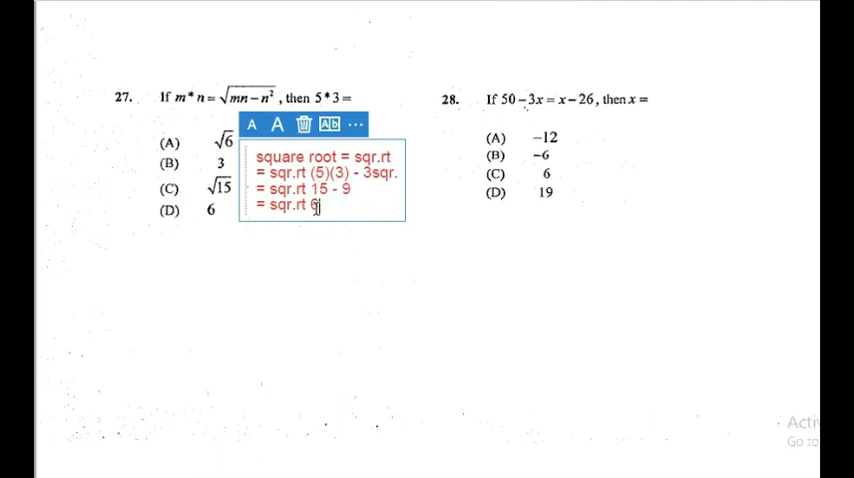 27. If m*n = √mn−n², then 5*3 =
(A) √6
(B) 3
(C) √15
(D) 6
A A Ab ...
square root = sqr.rt
= sqr.rt (5)(3) - 3sqr.
= sqr.rt 15 - 9
= sqr.rt 6
28. If 50−3x = x−26, then x =
(A) −12
(B) −6
(C) 6
(D) 19
Go to